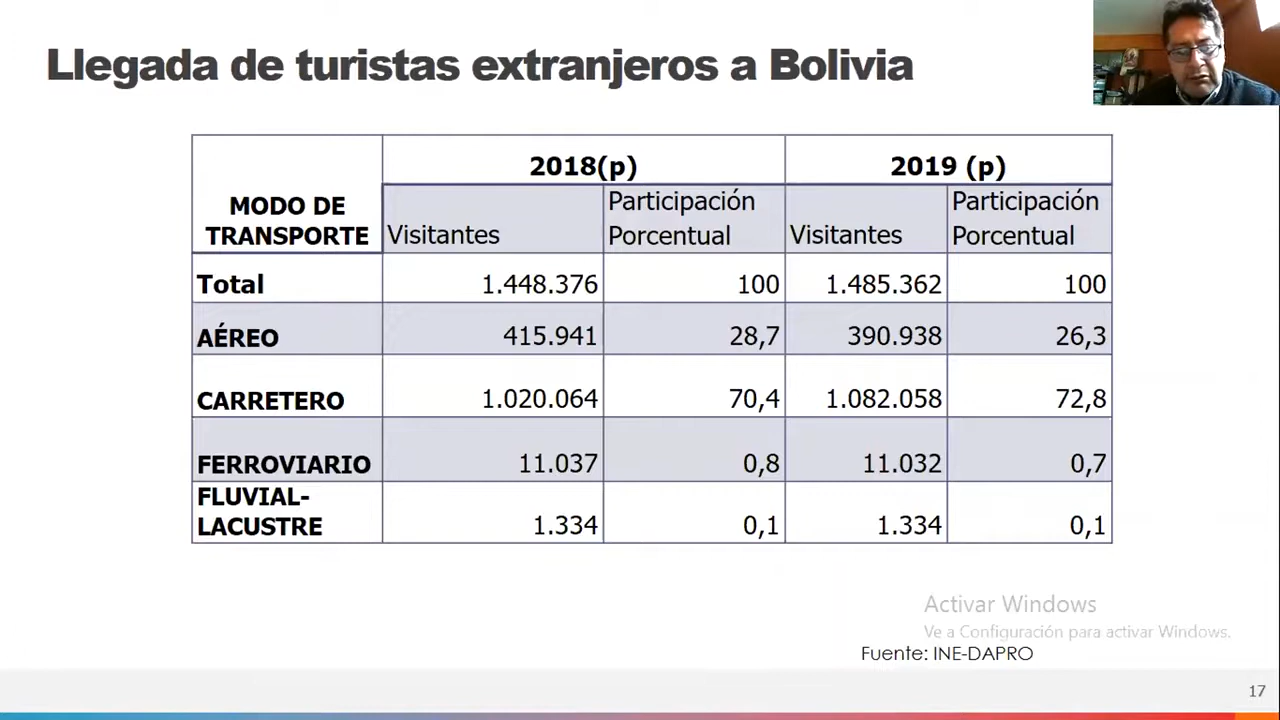 Llegada de turistas extranjeros a Bolivia
MODO DE
TRANSPORTE
2018(p)
2019 (p)
Visitantes
Participación
Porcentual
Visitantes
Participación
Porcentual
Total 1.448.376 100 1.485.362 100
AÉREO 415.941 28,7 390.938 26,3
CARRETERO 1.020.064 70,4 1.082.058 72,8
FERROVIARIO 11.037 0,8 11.032 0,7
FLUVIAL-
LACUSTRE 1.334 0,1 1.334 0,1
Activar Windows
Ve a Configuración para activar Windows.
Fuente: INE-DAPRO
17